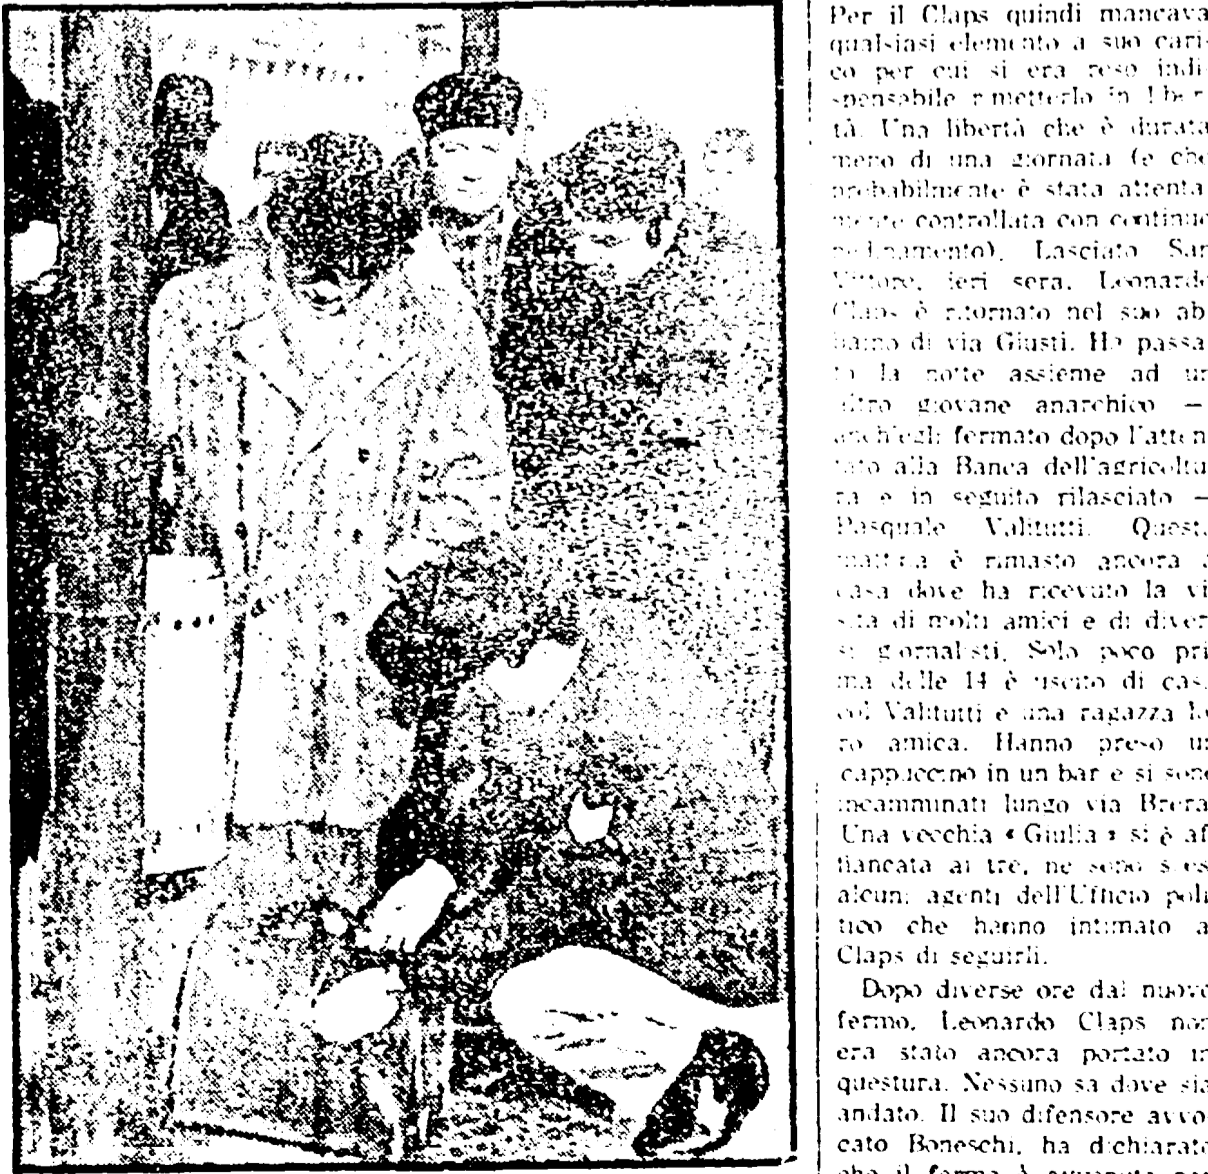 Per il Claps quindi mancava
qualsiasi elemento a suo cari-
co per cui si era reso indi-
spensabile rimetterlo in liber-
tà. Una libertà che è durata
meno di una giornata (e che
probabilmente è stata attenta-
mente controllata con continuo
pedinamento). Lasciato San
Vittore, ieri sera, Leonardo
Claps è ritornato nel suo ab-
baino di via Giusti. Ha passa-
to la notte assieme ad un
altro giovane anarchico —
anch'egli fermato dopo l'atten-
tato alla Banca dell'agricoltu-
ra e in seguito rilasciato —
Pasquale Valitutti. Questa
mattina è rimasto ancora a
casa dove ha ricevuto la vi-
sita di molti amici e di diver-
si giornalisti. Solo poco pri-
ma delle 14 è uscito di casa
col Valitutti e una ragazza lo-
ro amica. Hanno preso un
cappuccino in un bar e si sono
incamminati lungo via Brera.
Una vecchia « Giulia » si è af-
fiancata ai tre, ne sono scesi
alcuni agenti dell'Ufficio poli-
tico che hanno intimato a
Claps di seguirli.
Dopo diverse ore dal nuovo
fermo, Leonardo Claps non
era stato ancora portato in
questura. Nessuno sa dove sia
andato. Il suo difensore avvo-
cato Boneschi, ha dichiarato
che il fermo è